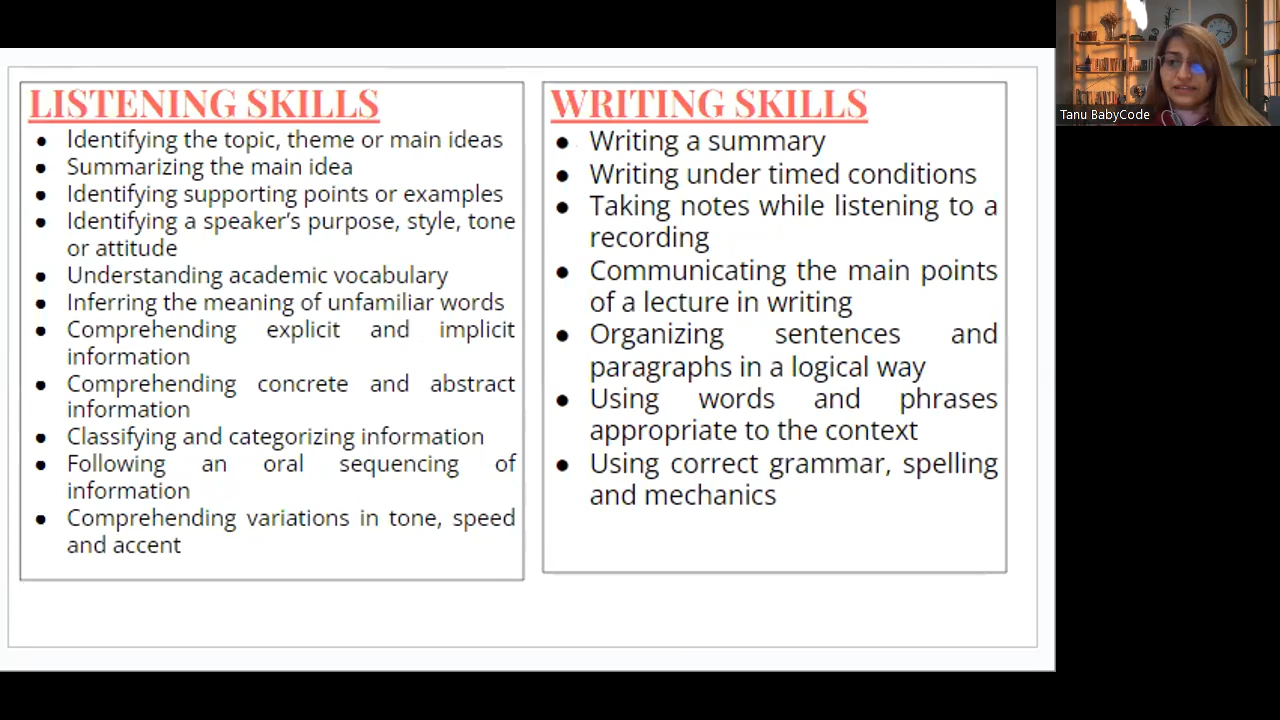 LISTENING SKILLS
● Identifying the topic, theme or main ideas
● Summarizing the main idea
● Identifying supporting points or examples
● Identifying a speaker's purpose, style, tone
or attitude
● Understanding academic vocabulary
● Inferring the meaning of unfamiliar words
● Comprehending explicit and implicit
information
● Comprehending concrete and abstract
information
● Classifying and categorizing information
● Following an oral sequencing of
information
● Comprehending variations in tone, speed
and accent
WRITING SKILLS
● Writing a summary
● Writing under timed conditions
● Taking notes while listening to a
recording
● Communicating the main points
of a lecture in writing
● Organizing sentences and
paragraphs in a logical way
● Using words and phrases
appropriate to the context
● Using correct grammar, spelling
and mechanics
Tanu BabyCode